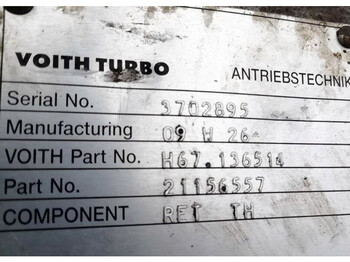 VOITH TURBO ANTRIEBSTECHNIK
Serial No. 3702895
Manufacturing 09 W 26
VOITH Part No. H67.136514
Part No. 21156557
COMPONENT RET TH